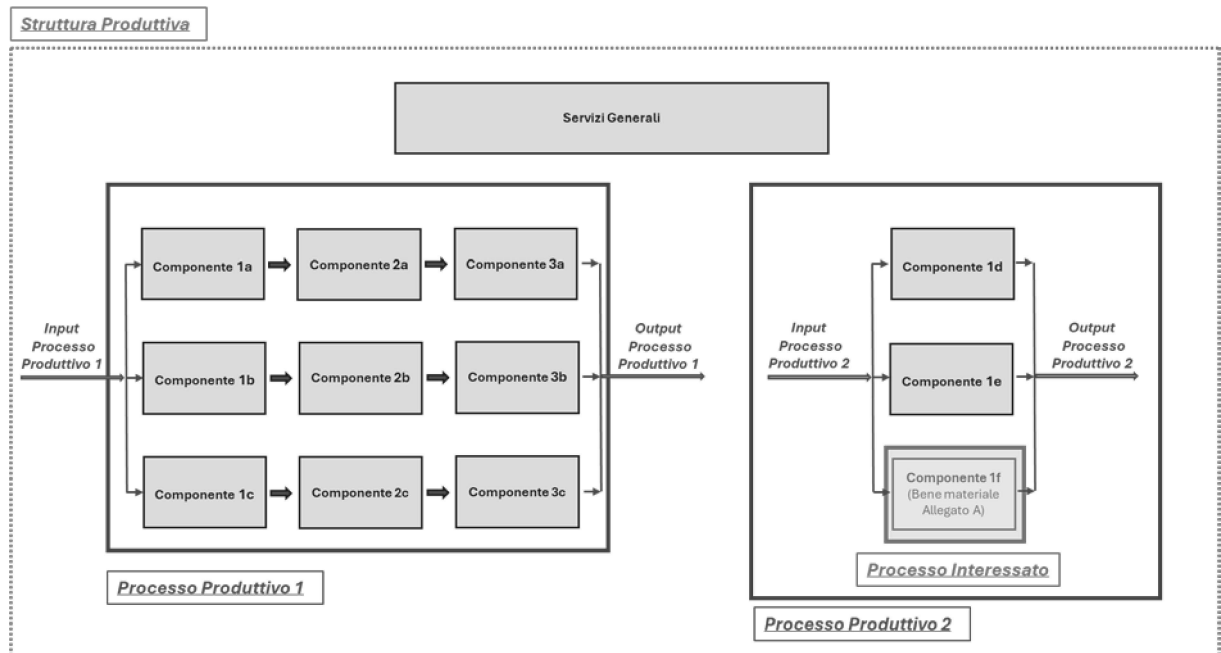 Struttura Produttiva
Servizi Generali
Componente 1a
Componente 2a
Componente 3a
Input
Processo
Produttivo 1
Componente 1b
Componente 2b
Componente 3b
Output
Processo
Produttivo 1
Componente 1c
Componente 2c
Componente 3c
Processo Produttivo 1
Componente 1d
Input
Processo
Produttivo 2
Componente 1e
Output
Processo
Produttivo 2
Componente 1f
(Bene materiale
Allegato A)
Processo Interessato
Processo Produttivo 2